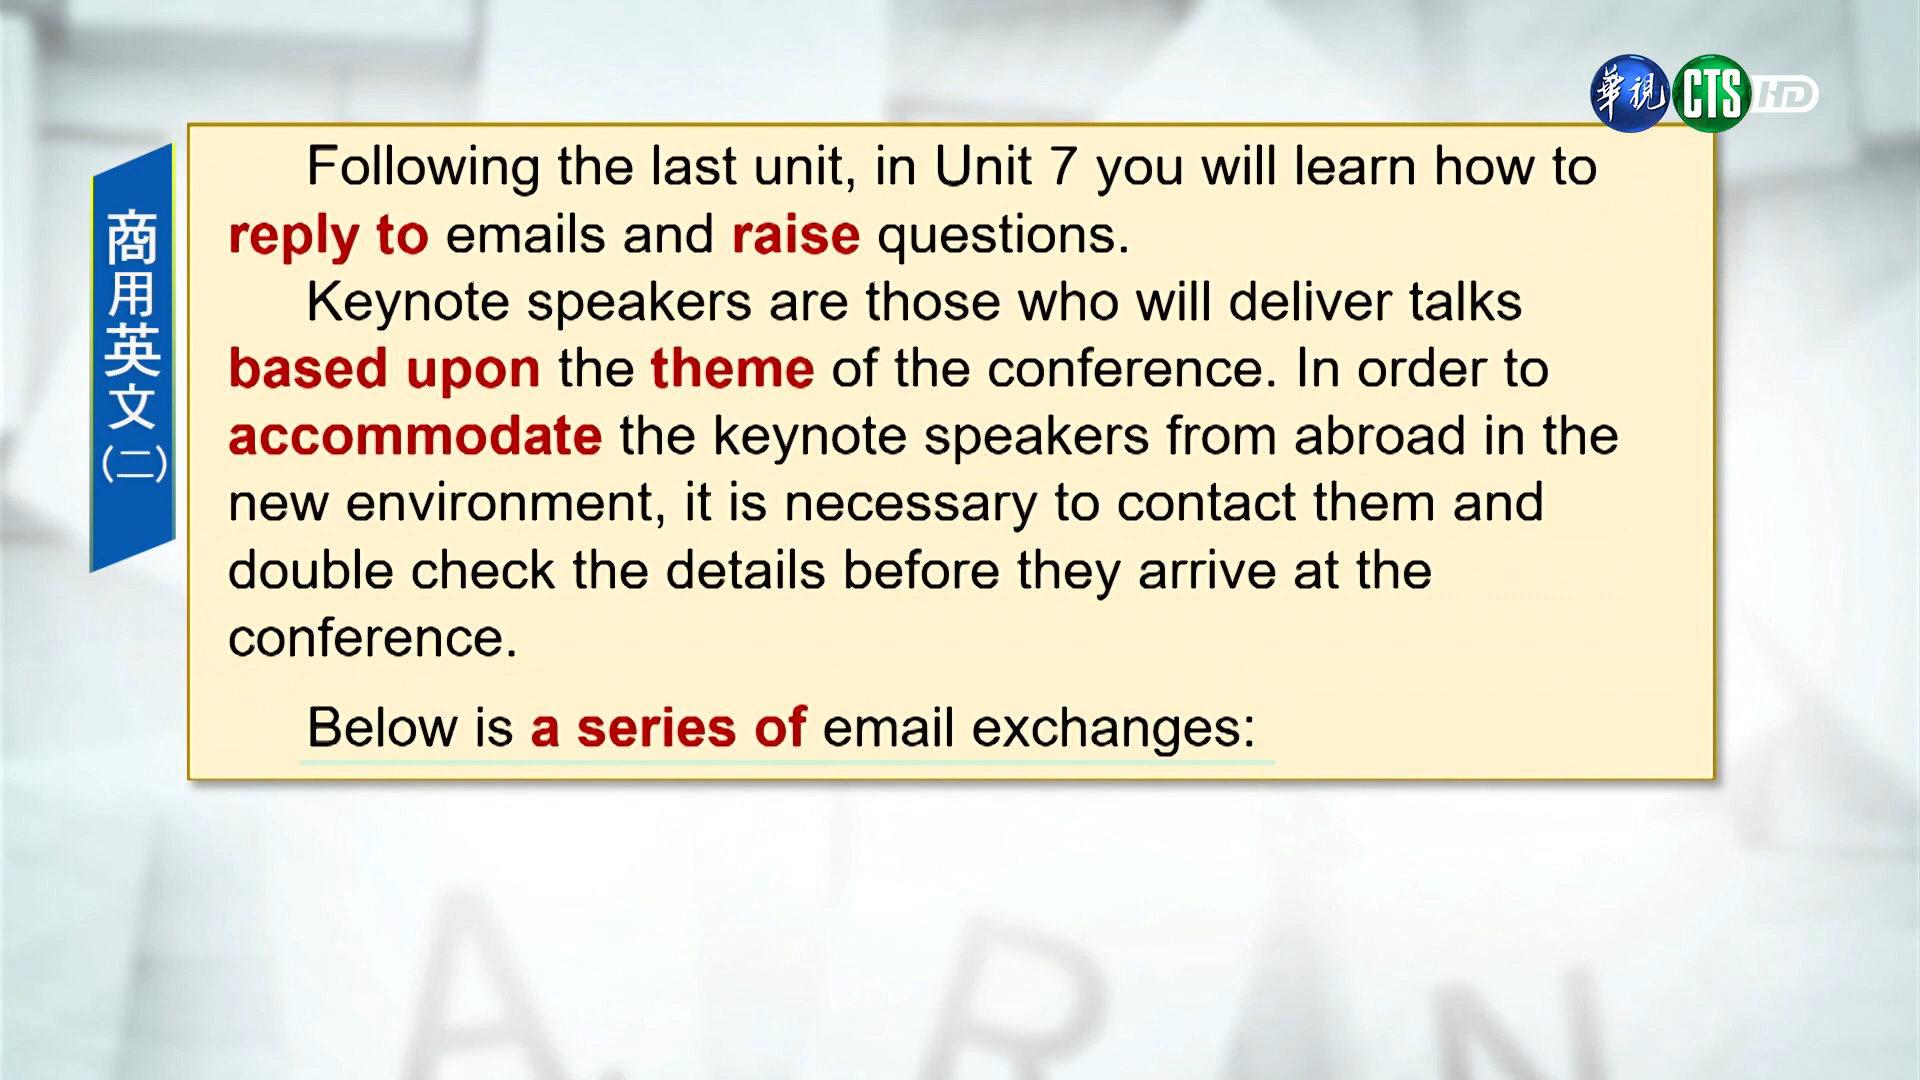 華視 CTS HD
商用英文(二)
Following the last unit, in Unit 7 you will learn how to
reply to emails and raise questions.
Keynote speakers are those who will deliver talks
based upon the theme of the conference. In order to
accommodate the keynote speakers from abroad in the
new environment, it is necessary to contact them and
double check the details before they arrive at the
conference.
Below is a series of email exchanges:
A R N